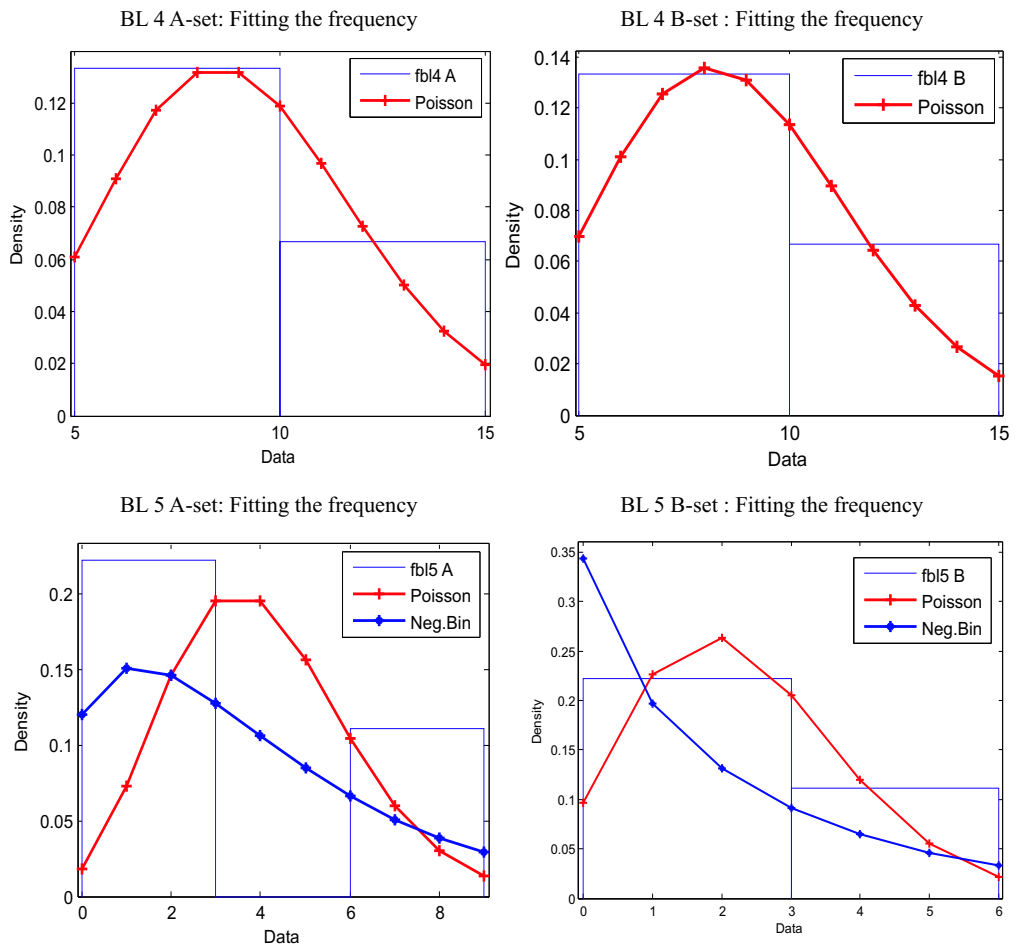 BL 4 A-set: Fitting the frequency
0.12
0.1
0.08
0.06
0.04
0.02
0
Density
fbl4 A
Poisson
5
10
15
Data
BL 4 B-set : Fitting the frequency
0.14
0.12
0.1
0.08
0.06
0.04
0.02
0
Density
fbl4 B
Poisson
5
10
15
Data
BL 5 A-set: Fitting the frequency
0.2
0.15
0.1
0.05
0
Density
fbl5 A
Poisson
Neg.Bin
0
2
4
6
8
Data
BL 5 B-set : Fitting the frequency
0.35
0.3
0.25
0.2
0.15
0.1
0.05
0
Density
fbl5 B
Poisson
Neg.Bin
0
1
2
3
4
5
6
Data